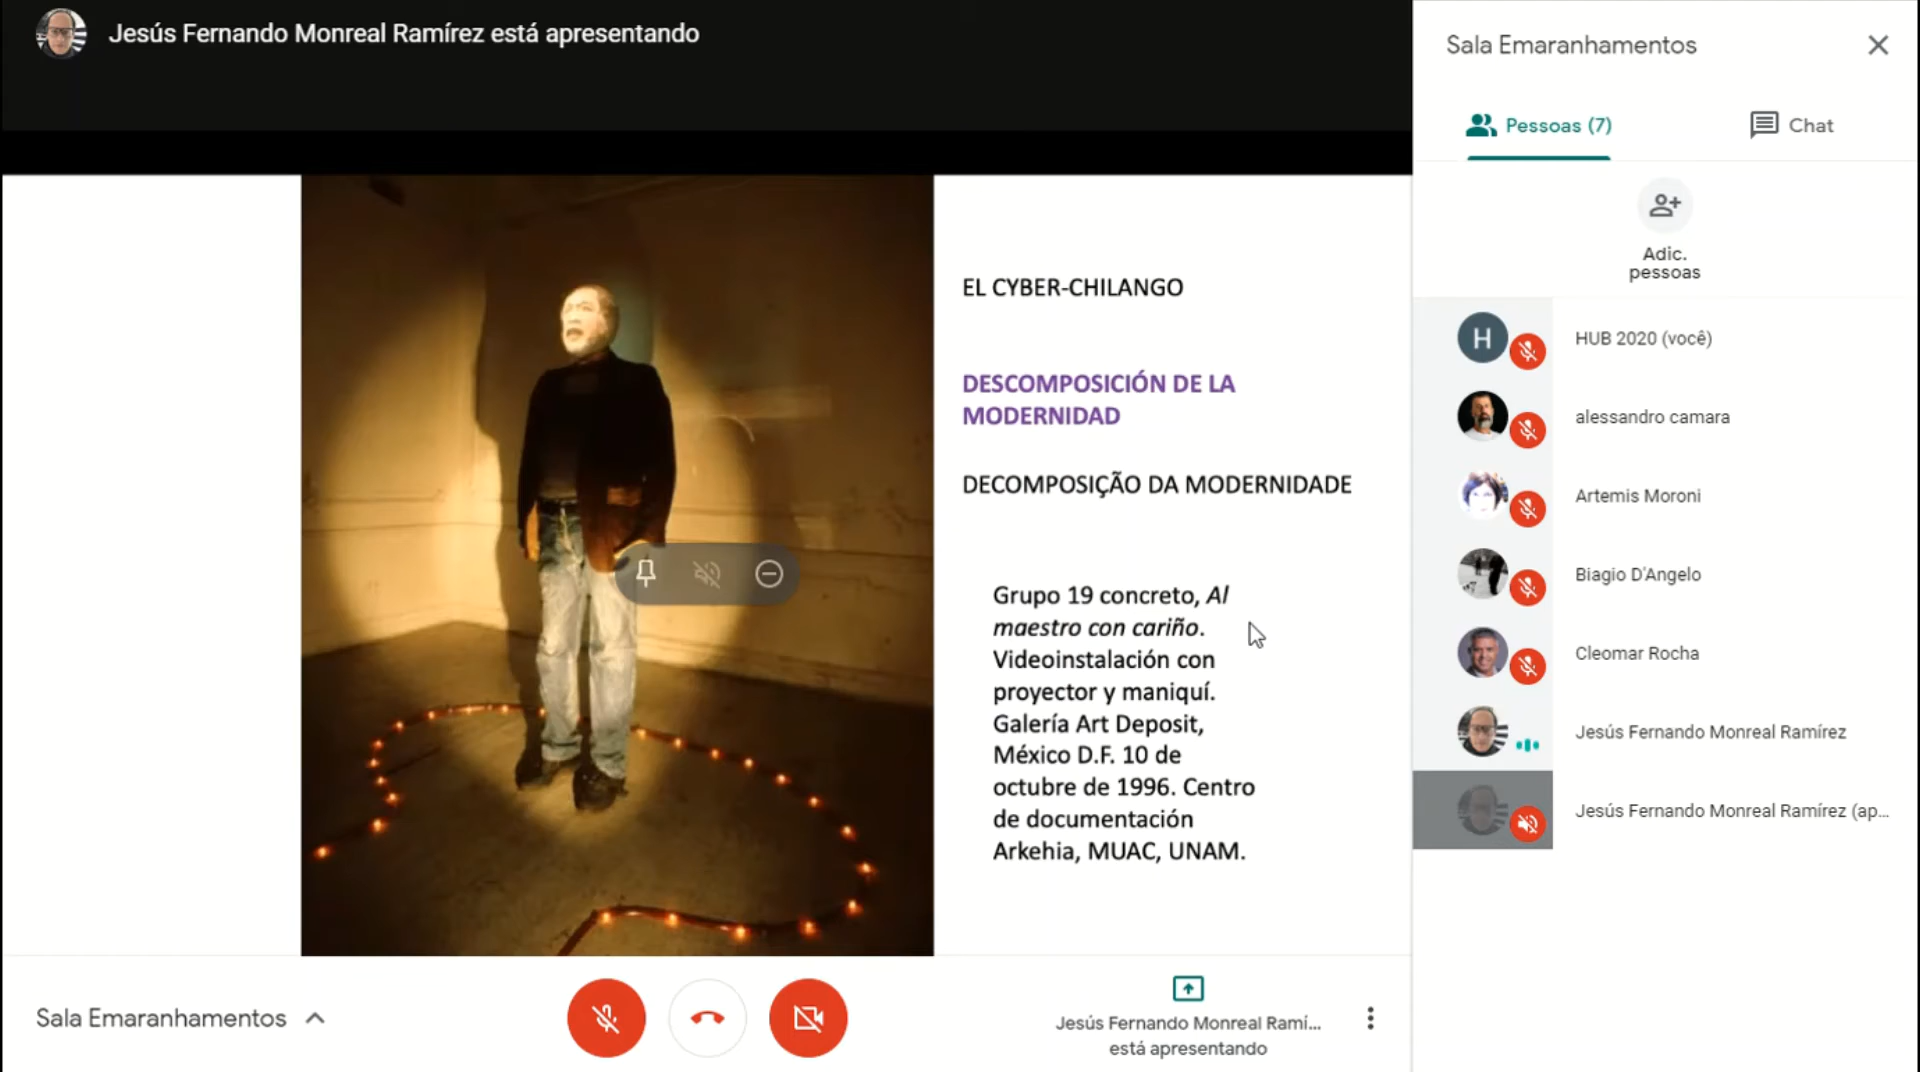 Jesús Fernando Monreal Ramírez está apresentando
EL CYBER-CHILANGO
DESCOMPOSICIÓN DE LA
MODERNIDAD
DECOMPOSIÇÃO DA MODERNIDADE
Grupo 19 concreto, Al
maestro con cariño.
Videoinstalación con
proyector y maniquí.
Galería Art Deposit,
México D.F. 10 de
octubre de 1996. Centro
de documentación
Arkehia, MUAC, UNAM.
Sala Emaranhamentos
Jesús Fernando Monreal Ramí...
está apresentando
Sala Emaranhamentos
Pessoas (7)
Chat
Adic.
pessoas
H
HUB 2020 (você)
alessandro camara
Artemis Moroni
Biagio D'Angelo
Cleomar Rocha
Jesús Fernando Monreal Ramírez
Jesús Fernando Monreal Ramírez (ap...